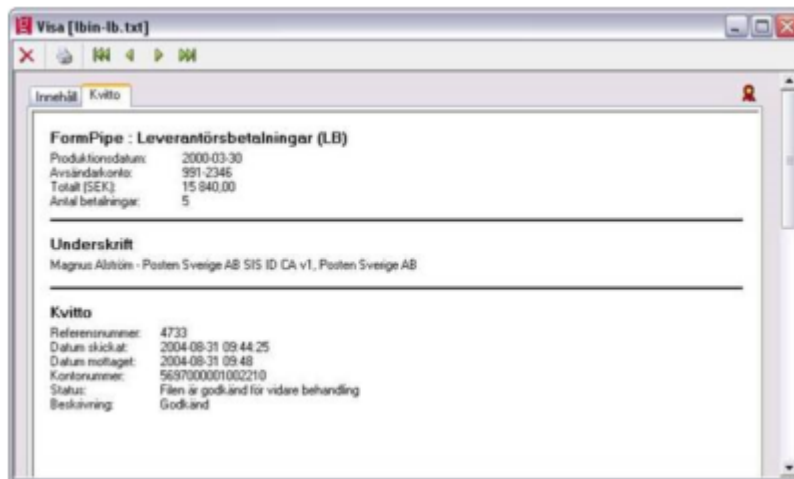 Visa [lbin-lb.txt]
Innehåll Kvitto
FormPipe : Leverantörsbetalningar (LB)
Produktionsdatum: 2000-03-30
Avsändarkonto: 991-2346
Totalt (SEK): 15 840,00
Antal betalningar: 5
Underskrift
Magnus Alström - Posten Sverige AB SIS ID CA v1, Posten Sverige AB
Kvitto
Referensnummer: 4733
Datum skickat: 2004-08-31 09:44:25
Datum mottaget: 2004-08-31 09:48
Kontonummer: 5697000001002210
Status: Filen är godkänd för vidare behandling
Beskrivning: Godkänd